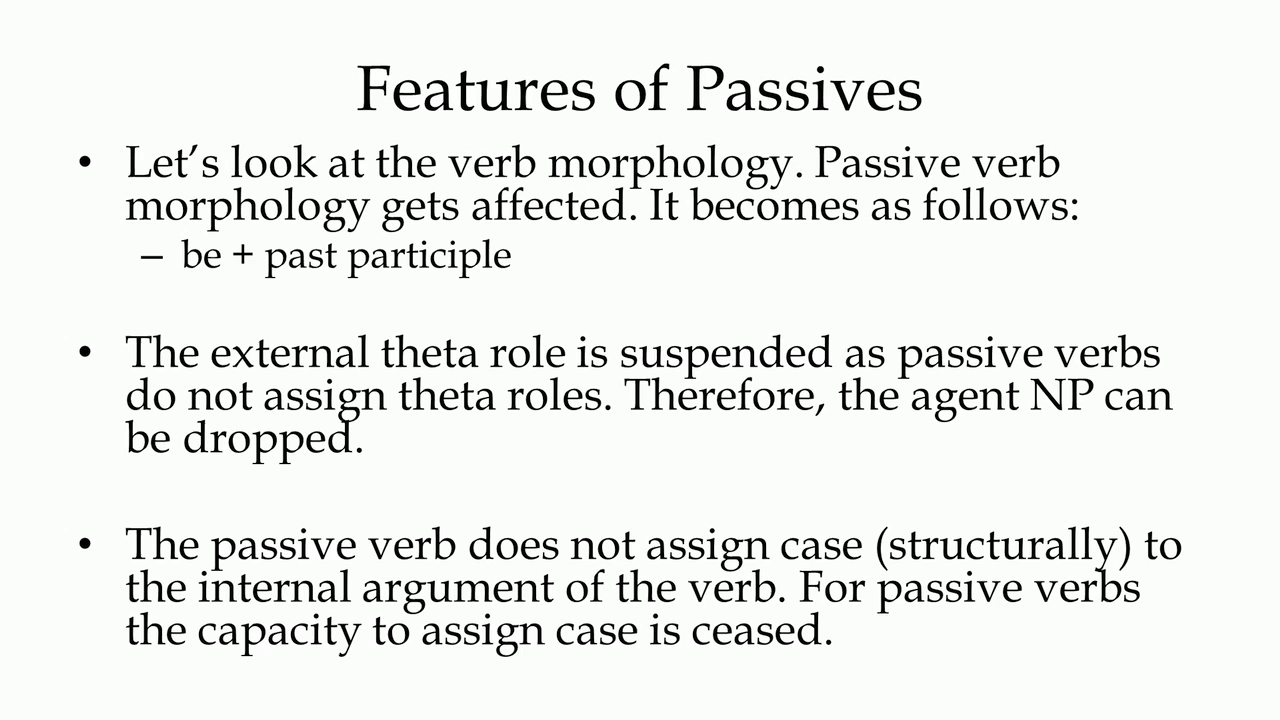 Features of Passives
• Let’s look at the verb morphology. Passive verb
morphology gets affected. It becomes as follows:
– be + past participle
• The external theta role is suspended as passive verbs
do not assign theta roles. Therefore, the agent NP can
be dropped.
• The passive verb does not assign case (structurally) to
the internal argument of the verb. For passive verbs
the capacity to assign case is ceased.